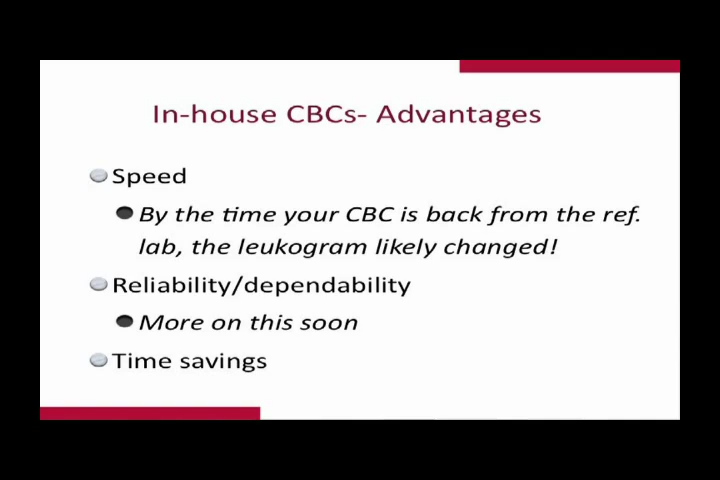 In-house CBCs- Advantages
Speed
By the time your CBC is back from the ref.
lab, the leukogram likely changed!
Reliability/dependability
More on this soon
Time savings